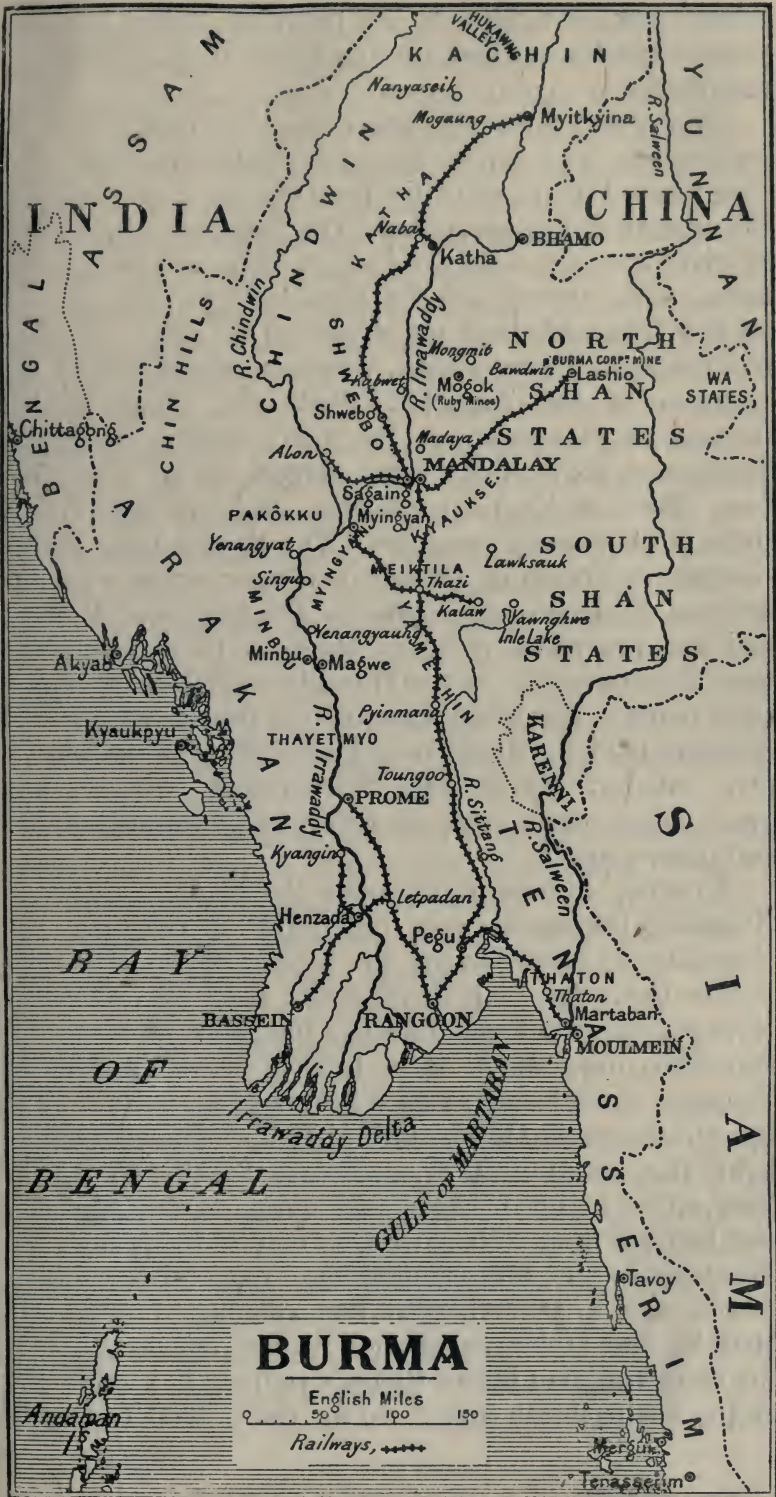 HUKAWNG
VALLEY
KACHIN
YUNNAN
ASSAM
Nanyaseik
Mogaung
Myitkyina
R. Salween
CHINDWIN
KATHA
INDIA
CHINA
Naba
Katha
BHAMO
BENGAL
CHIN HILLS
R. Chindwin
SHWEBO
R. Irrawaddy
Mongmit
NORTH
BURMA CORPN. MINE
Bawdwin
Lashio
Kabwet
Mogok
(Ruby Mines)
SHAN
WA
STATES
Shwebo
Chittagong
Madaya
STATES
Alon
MANDALAY
Sagaing
KYAUKSE
ARAKAN
PAKÔKKU
Myingyan
MYINGYAN
Yenangyat
Lawksauk
SOUTH
MEIKTILA
Thazi
Singu
MINBU
Kalaw
SHAN
Yawnghwe
Inle Lake
YAMETHIN
Yenangyaung
STATES
Akyab
Minbu
Magwe
Pyinmana
KARENNI
Kyaukpyu
R. Irrawaddy
THAYETMYO
Toungoo
R. Sittang
PROME
SIAM
TENASSERIM
R. Salween
Kyangin
Letpadan
Henzada
Pegu
BAY
OF
BENGAL
THATON
Thaton
Martaban
BASSEIN
RANGOON
MOULMEIN
Irrawaddy Delta
GULF OF MARTABAN
Tavoy
BURMA
English Miles
0 50 100 150
Railways,
Andaman
I
Mergui
Tenasserim